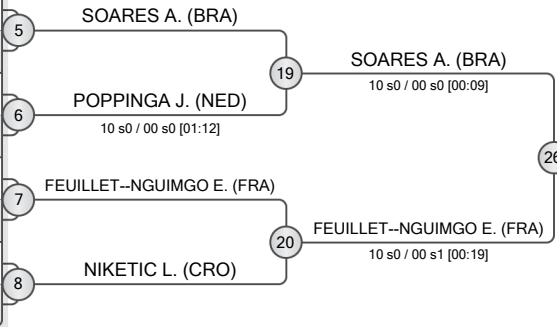 SOARES A. (BRA)
5
19
SOARES A. (BRA)
10 s0 / 00 s0 [00:09]
POPPINGA J. (NED)
6
10 s0 / 00 s0 [01:12]
26
FEUILLET--NGUIMGO E. (FRA)
7
20
FEUILLET--NGUIMGO E. (FRA)
10 s0 / 00 s1 [00:19]
NIKETIC L. (CRO)
8